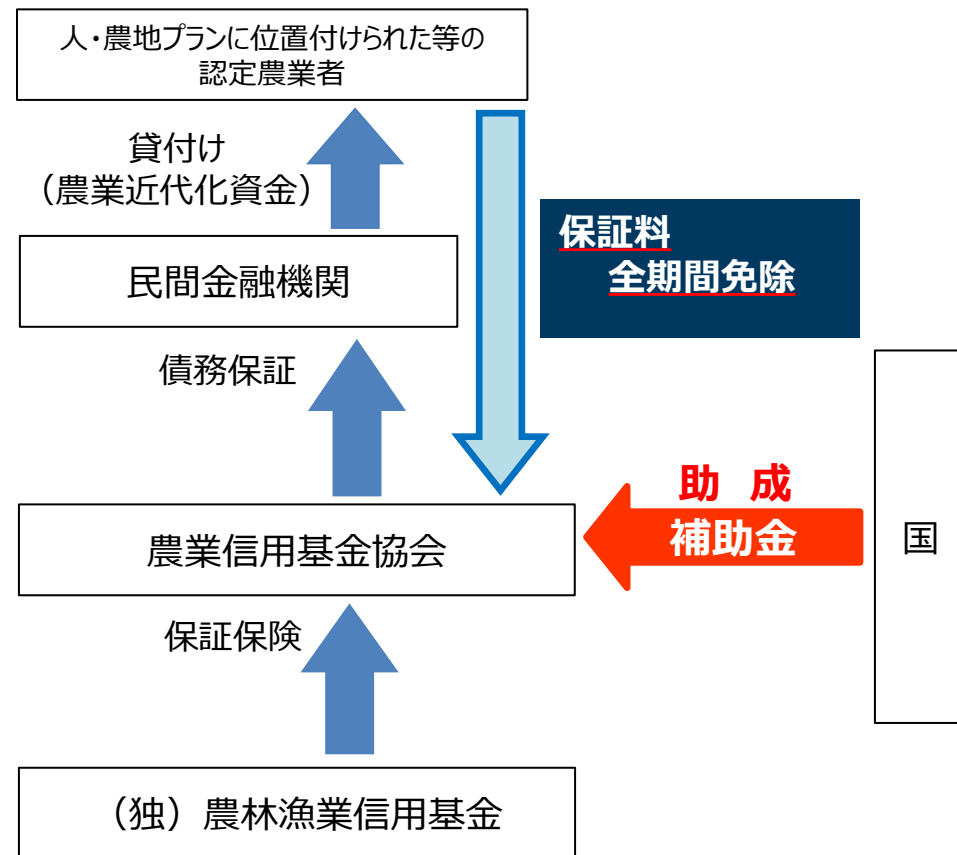 人・農地プランに位置付けられた等の
認定農業者
貸付け
（農業近代化資金）
保証料
全期間免除
民間金融機関
債務保証
助 成
補助金
国
農業信用基金協会
保証保険
（独）農林漁業信用基金